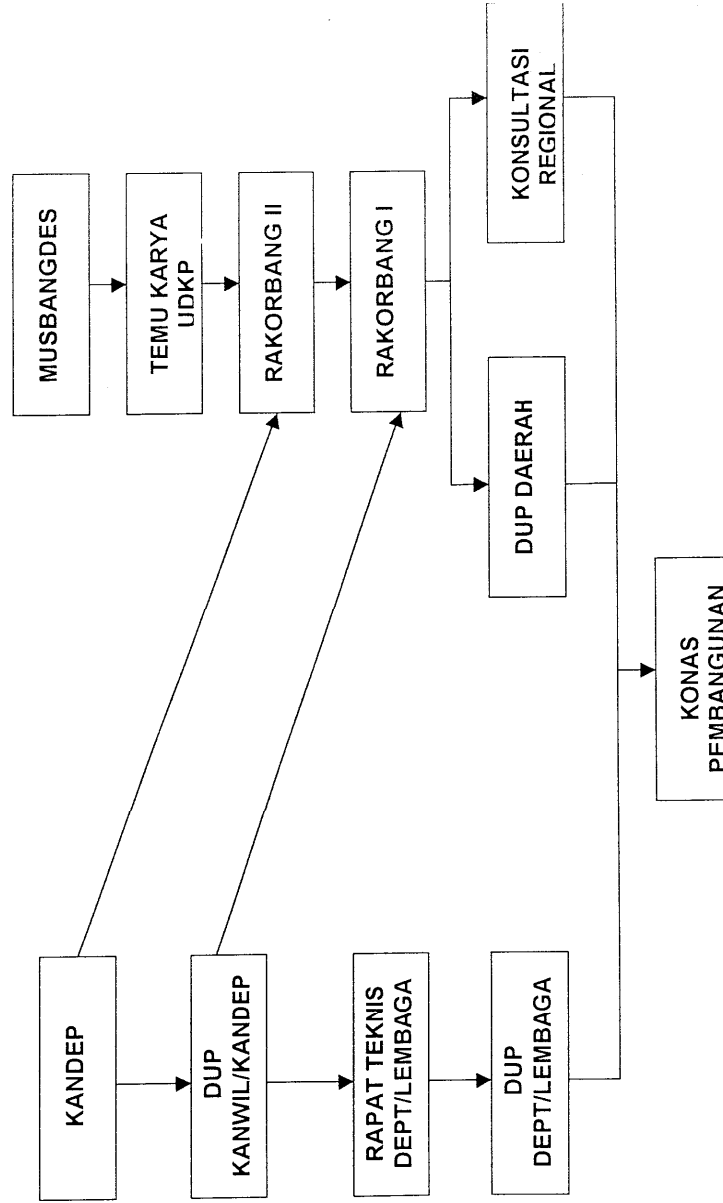 KANDEP
DUP
KANWIL/KANDEP
RAPAT TEKNIS
DEPT/LEMBAGA
DUP
DEPT/LEMBAGA
MUSBANGDES
TEMU KARYA
UDKP
RAKORBANG II
RAKORBANG I
DUP DAERAH
KONSULTASI
REGIONAL
KONAS
PEMBANGUNAN